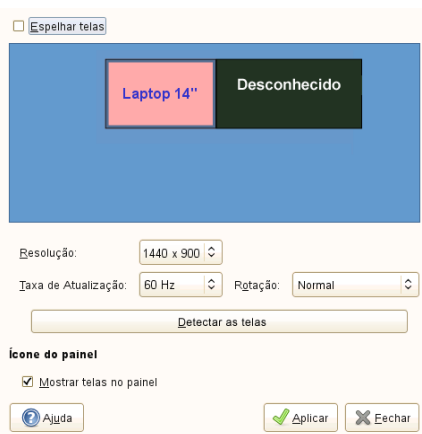 Espelhar telas
Laptop 14"
Desconhecido
Resolução: 1440 x 900
Taxa de Atualização: 60 Hz Rotação: Normal
Detectar as telas
Ícone do painel
Mostrar telas no painel
Ajuda Aplicar Fechar